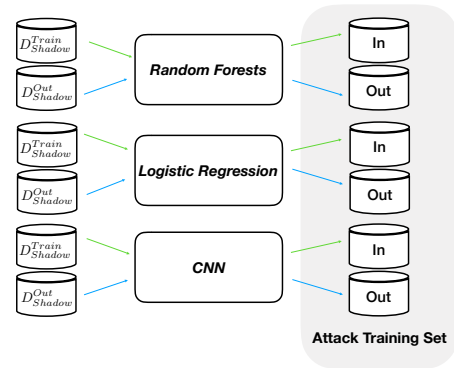 D_{Shadow}^{Train}
Random Forests
In
D_{Shadow}^{Out}
Out
D_{Shadow}^{Train}
Logistic Regression
In
D_{Shadow}^{Out}
Out
D_{Shadow}^{Train}
CNN
In
D_{Shadow}^{Out}
Out
Attack Training Set